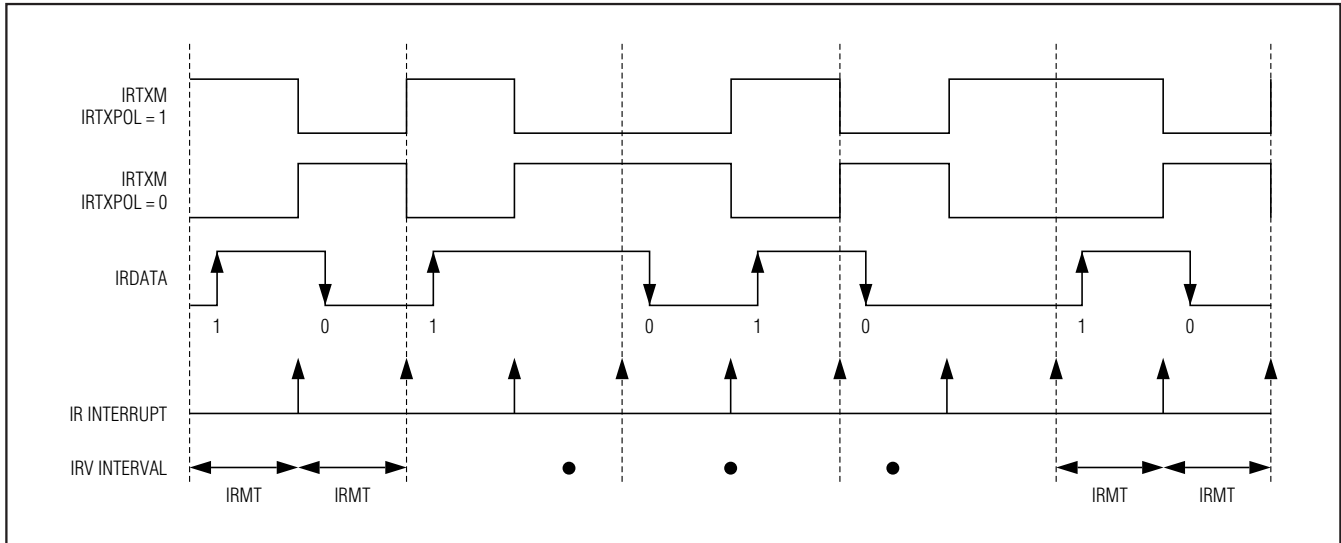 IRTXM
IRTXPOL = 1
IRTXM
IRTXPOL = 0
IRDATA
1 0 1 0 1 0 1 0
IR INTERRUPT
IRV INTERVAL
IRMT IRMT IRMT IRMT